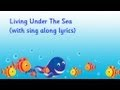 Living Under The Sea
(with sing along lyrics)